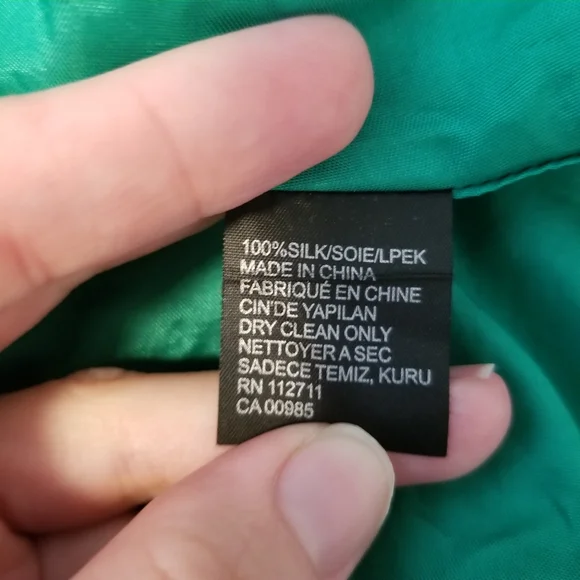 100%SILK/SOIE/LPEK
MADE IN CHINA
FABRIQUÉ EN CHINE
CIN'DE YAPILAN
DRY CLEAN ONLY
NETTOYER A SEC
SADECE TEMIZ, KURU
RN 112711
CA 00985